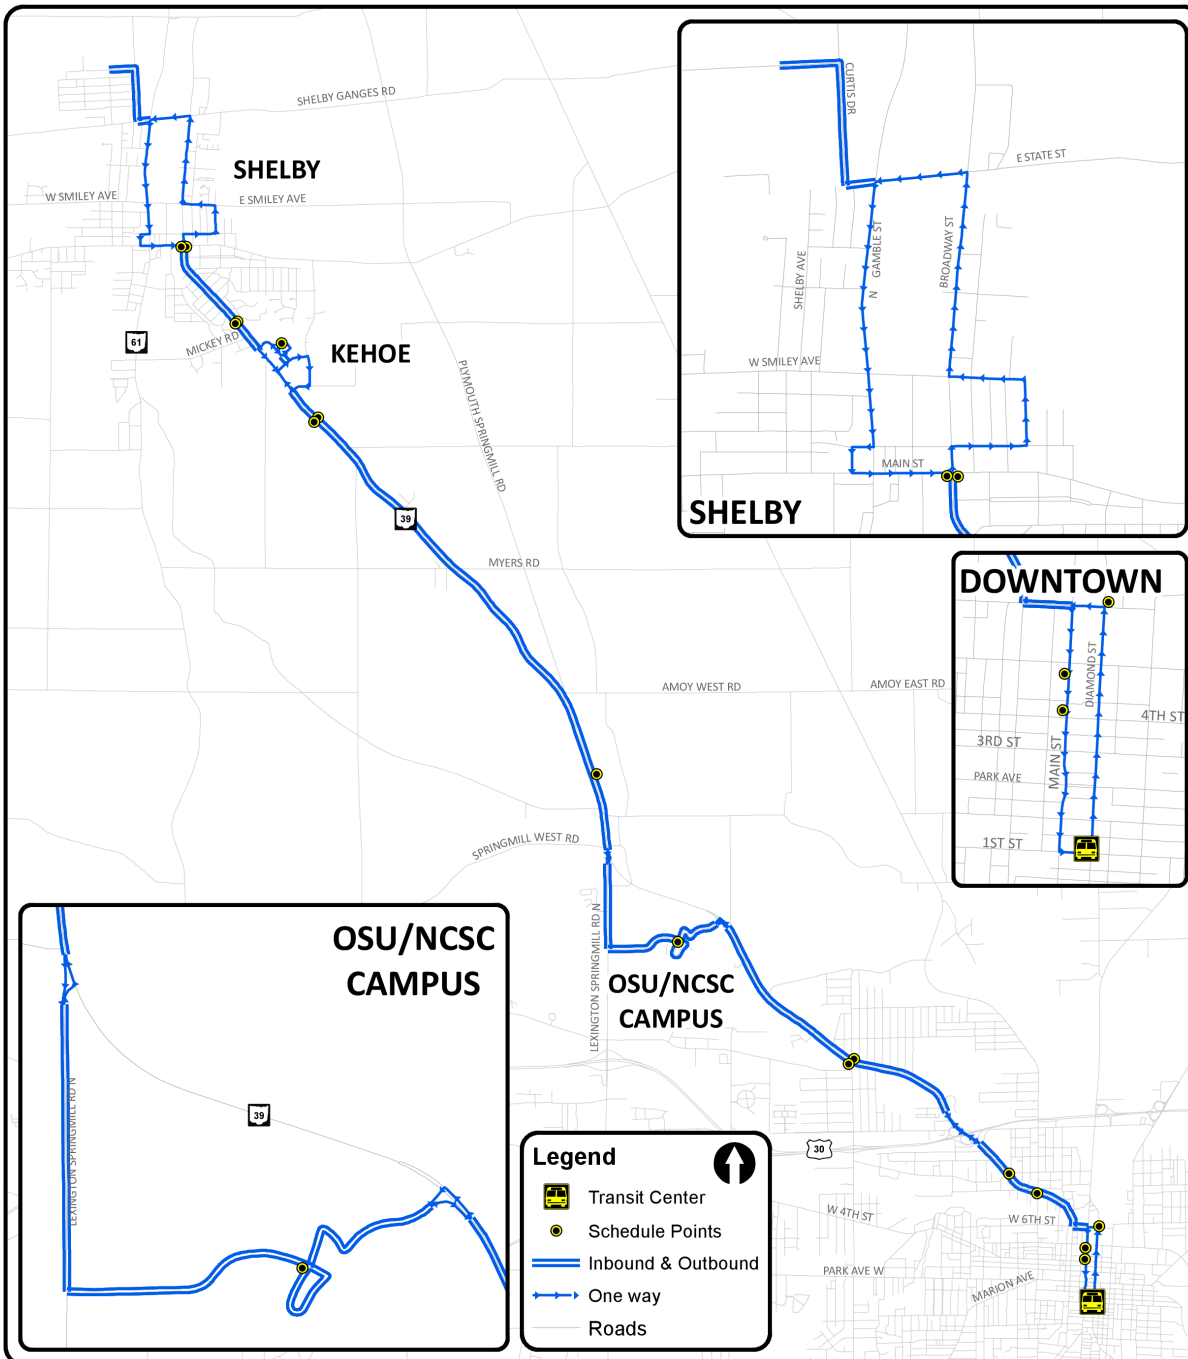 SHELBY GANGES RD
SHELBY
W SMILEY AVE
E SMILEY AVE
61
MICKEY RD
KEHOE
PLYMOUTH SPRINGMILL RD
39
MYERS RD
AMOY WEST RD
AMOY EAST RD
SPRINGMILL WEST RD
LEXINGTON SPRINGMILL RD N
OSU/NCSC
CAMPUS
30
W 4TH ST
W 6TH ST
PARK AVE W
MARION AVE
CURTIS DR
E STATE ST
N GAMBLE ST
BROADWAY ST
SHELBY AVE
W SMILEY AVE
MAIN ST
SHELBY
DOWNTOWN
DIAMOND ST
4TH ST
3RD ST
MAIN ST
PARK AVE
1ST ST
OSU/NCSC
CAMPUS
39
LEXINGTON SPRINGMILL RD N
Legend
Transit Center
Schedule Points
Inbound & Outbound
One way
Roads